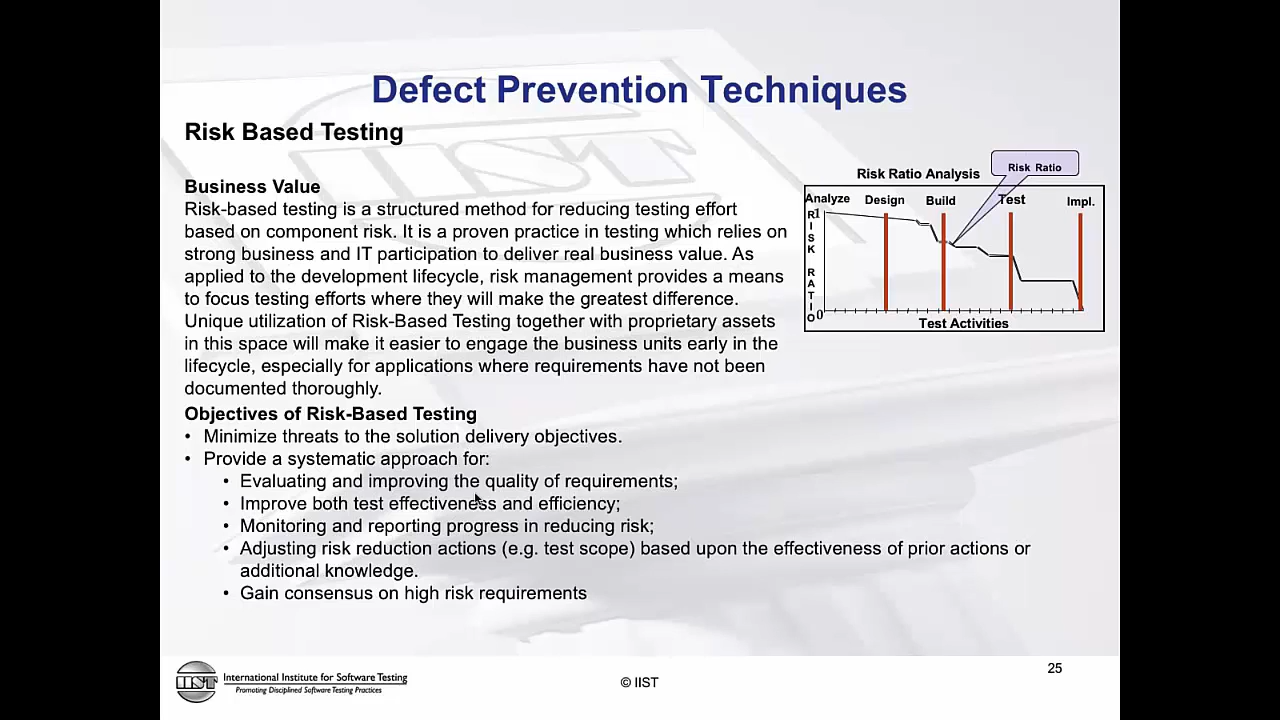 Defect Prevention Techniques
Risk Based Testing
Business Value
Risk-based testing is a structured method for reducing testing effort
based on component risk. It is a proven practice in testing which relies on
strong business and IT participation to deliver real business value. As
applied to the development lifecycle, risk management provides a means
to focus testing efforts where they will make the greatest difference.
Unique utilization of Risk-Based Testing together with proprietary assets
in this space will make it easier to engage the business units early in the
lifecycle, especially for applications where requirements have not been
documented thoroughly.
Risk Ratio Analysis
Risk Ratio
Analyze Design Build Test Impl.
1
RISK RATIO
0
Test Activities
Objectives of Risk-Based Testing
• Minimize threats to the solution delivery objectives.
• Provide a systematic approach for:
• Evaluating and improving the quality of requirements;
• Improve both test effectiveness and efficiency;
• Monitoring and reporting progress in reducing risk;
• Adjusting risk reduction actions (e.g. test scope) based upon the effectiveness of prior actions or
additional knowledge.
• Gain consensus on high risk requirements
IIST
International Institute for Software Testing
Promoting Disciplined Software Testing Practices
© IIST
25